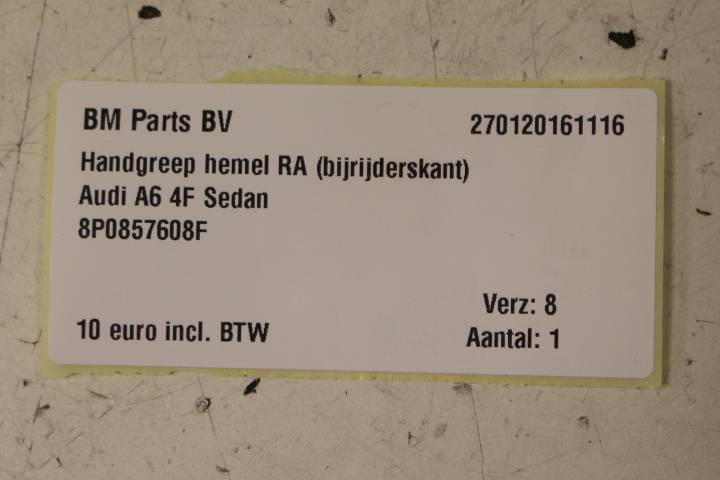 BM Parts BV 270120161116
Handgreep hemel RA (bijrijderskant)
Audi A6 4F Sedan
8P0857608F
Verz: 8
10 euro incl. BTW Aantal: 1